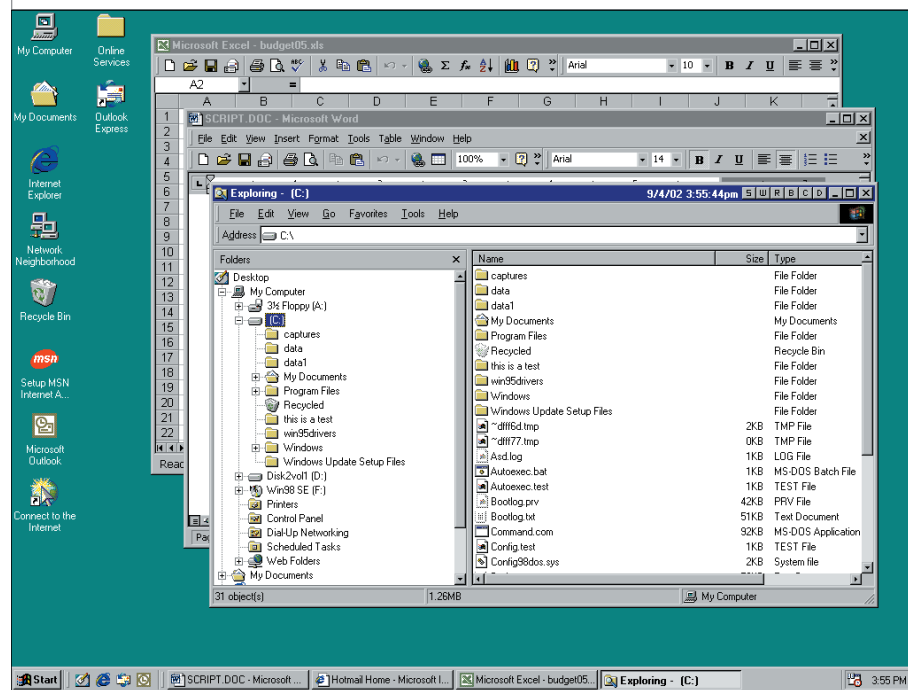 My Computer
Online
Services
My Documents
Outlook
Express
Internet
Explorer
Network
Neighborhood
Recycle Bin
msn
Setup MSN
Internet A...
Microsoft
Outlook
Connect to the
Internet
Microsoft Excel - budget05.xls
Arial 10 B I U
A2 =
A B C D E F G H I J K
1
2
3
4
5
6
7
8
9
10
11
12
13
14
15
16
17
18
19
20
21
22
SCRIPT.DOC - Microsoft Word
File Edit View Insert Format Tools Table Window Help
100% Arial 14 B I U
Exploring - (C:) 9/4/02 3:55:44pm S W R B C D
File Edit View Go Favorites Tools Help
Address C:\
Folders
Desktop
My Computer
3½ Floppy (A:)
(C:)
captures
data
data1
My Documents
Program Files
Recycled
this is a test
win95drivers
Windows
Windows Update Setup Files
Disk2vol1 (D:)
Win98 SE (F:)
Printers
Control Panel
Dial-Up Networking
Scheduled Tasks
Web Folders
My Documents
Name Size Type
captures File Folder
data File Folder
data1 File Folder
My Documents My Documents
Program Files File Folder
Recycled Recycle Bin
this is a test File Folder
win95drivers File Folder
Windows File Folder
Windows Update Setup Files File Folder
~dfff6d.tmp 2KB TMP File
~dfff77.tmp 0KB TMP File
Asd.log 1KB LOG File
Autoexec.bat 1KB MS-DOS Batch File
Autoexec.test 1KB TEST File
Bootlog.prv 42KB PRV File
Bootlog.txt 51KB Text Document
Command.com 92KB MS-DOS Application
Config.test 1KB TEST File
Config98dos.sys 2KB System file
31 object(s) 1.26MB My Computer
Start SCRIPT.DOC - Microsoft ... Hotmail Home - Microsoft I... Microsoft Excel - budget05... Exploring - (C:) 3:55 PM